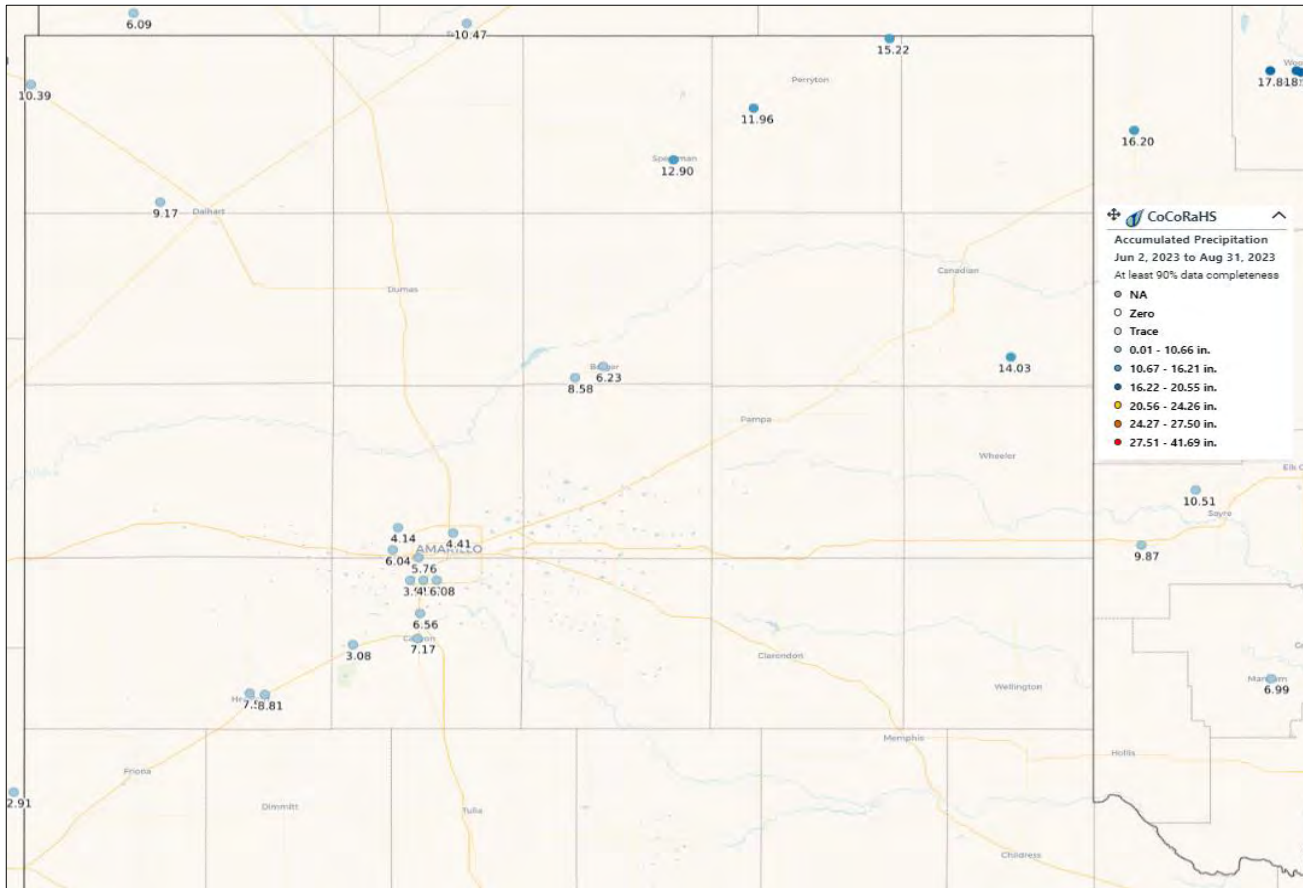 6.09
10.47
15.22
Perryton
17.8
10.39
11.96
16.20
Spearman
12.90
9.17
Dalhart
CoCoRaHS
Accumulated Precipitation
Jun 2, 2023 to Aug 31, 2023
At least 90% data completeness
NA
Zero
Trace
0.01 - 10.66 in.
10.67 - 16.21 in.
16.22 - 20.55 in.
20.56 - 24.26 in.
24.27 - 27.50 in.
27.51 - 41.69 in.
Canadian
Dumas
14.03
Borger
6.23
8.58
Pampa
Wheeler
Elk C
10.51
Sayre
4.14
4.41
AMARILLO
6.04
5.76
9.87
6.08
6.56
Canyon
7.17
3.08
Clarendon
Wellington
8.81
Mangum
6.99
Memphis
Hollis
Friona
2.91
Dimmitt
Tulia
Childress